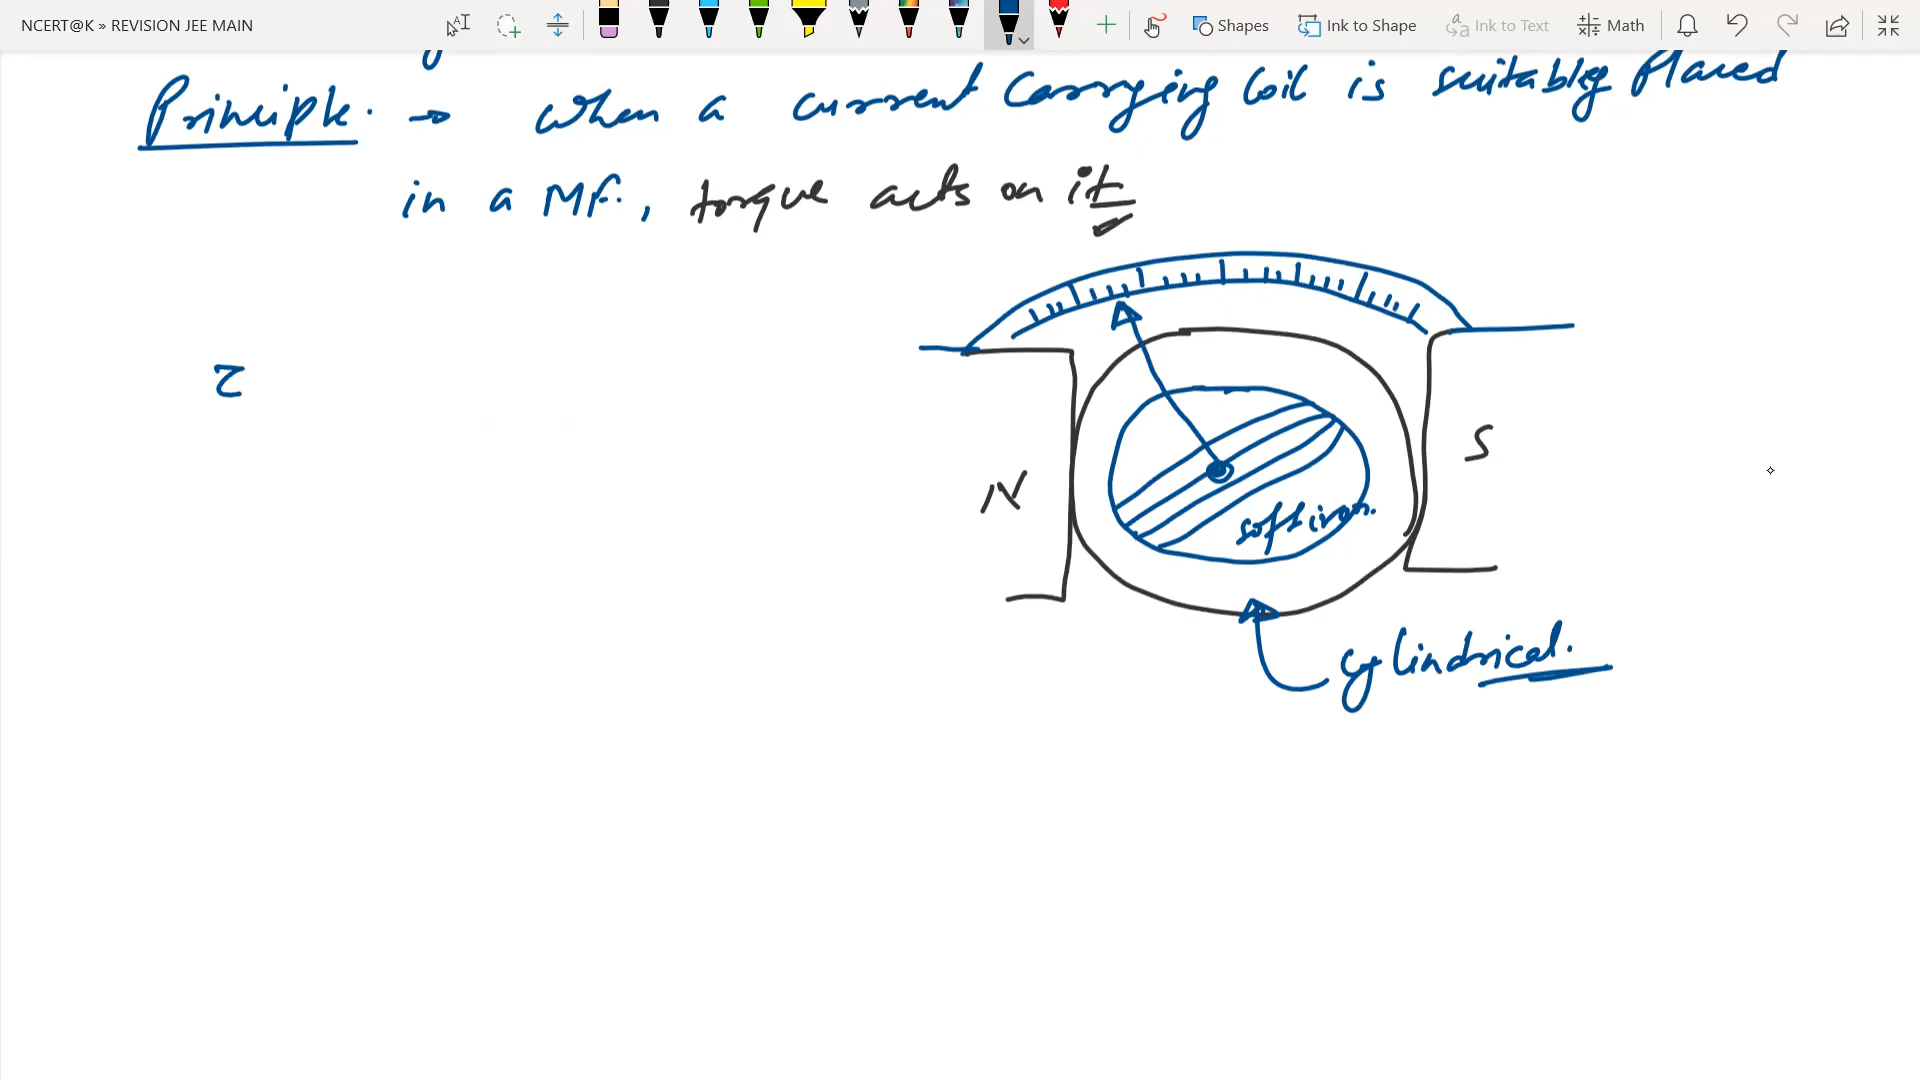 NCERT@K » REVISION JEE MAIN
Shapes
Ink to Shape
Ink to Text
Math
Principle. → When a current carrying coil is suitably placed
in a MF., torque acts on it
τ
N
S
soft iron.
cylindrical.